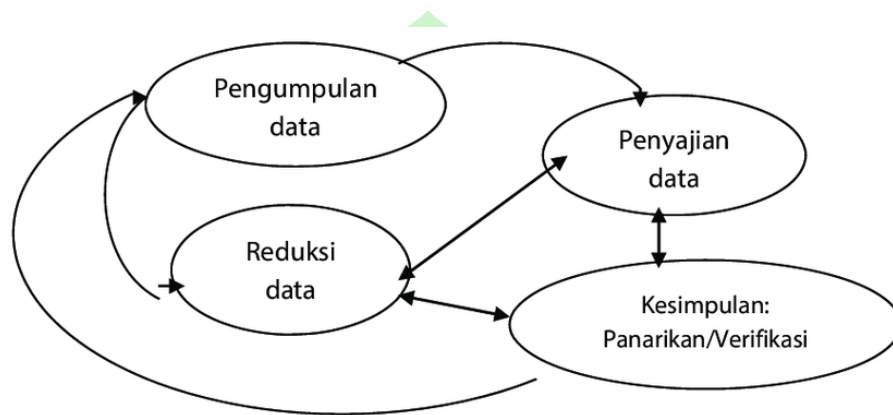 Pengumpulan
data
Penyajian
data
Reduksi
data
Kesimpulan:
Panarikan/Verifikasi